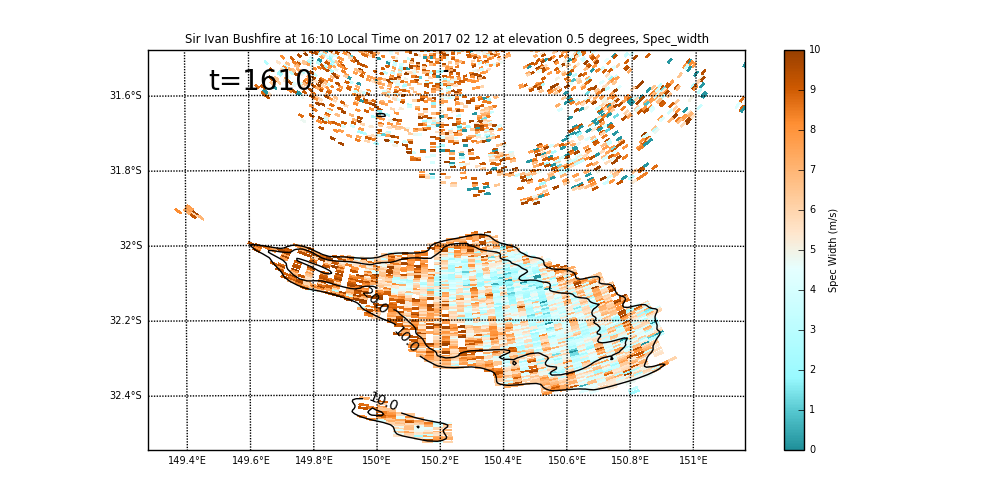 Sir Ivan Bushfire at 16:10 Local Time on 2017 02 12 at elevation 0.5 degrees, Spec_width
t=1610
31.6°S
31.8°S
32°S
32.2°S
32.4°S
149.4°E 149.6°E 149.8°E 150°E 150.2°E 150.4°E 150.6°E 150.8°E 151°E
10.0
10.0
10
9
8
7
6
5
4
3
2
1
0
Spec Width (m/s)